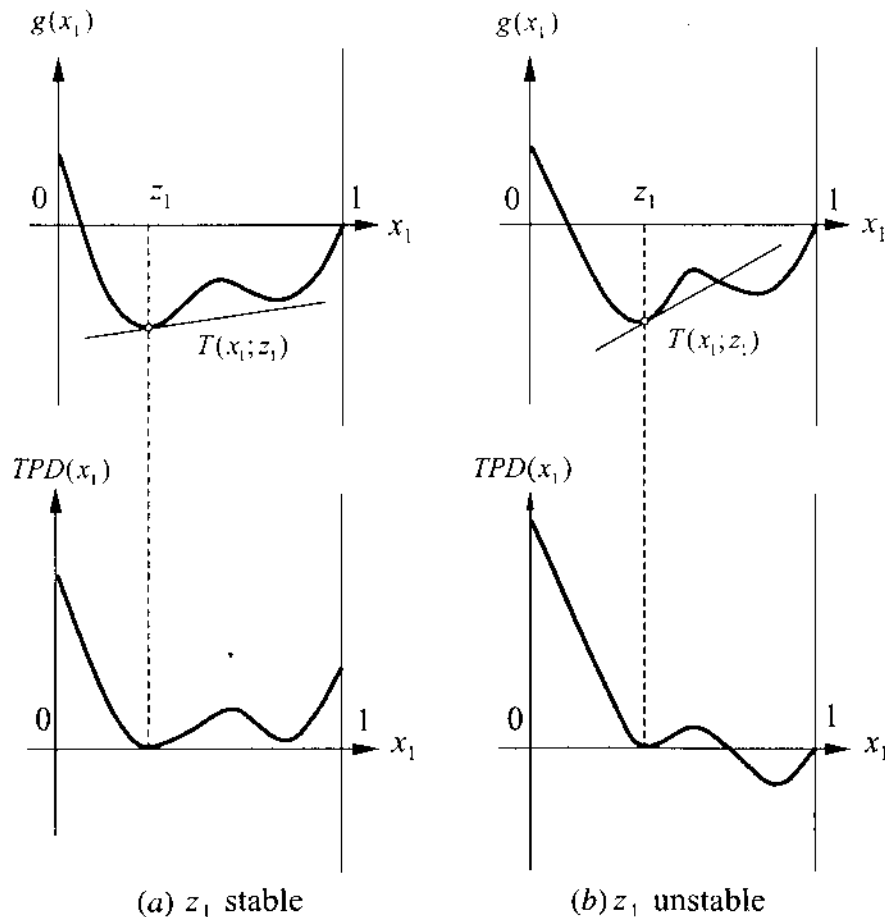 g(x₁)
0
z₁
1
x₁
T(x₁;z₁)
TPD(x₁)
0
1
x₁
(a) z₁ stable
g(x₁)
0
z₁
1
x₁
T(x₁;z₁)
TPD(x₁)
0
1
x₁
(b) z₁ unstable